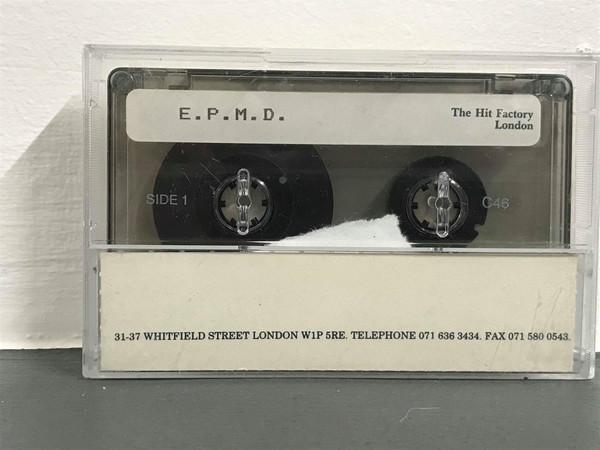 E.P.M.D.
The Hit Factory
London
SIDE 1
C46
31-37 WHITFIELD STREET LONDON W1P 5RE. TELEPHONE 071 636 3434. FAX 071 580 0543.